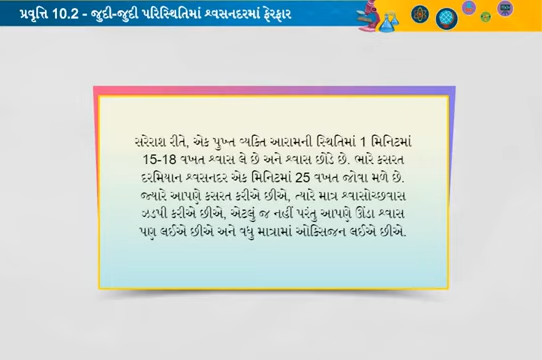 પ્રવૃત્તિ 10.2 - જુદી-જુદી પરિસ્થિતિમાં શ્વસનદરમાં ફેરફાર
સરેરાશ રીતે, એક પુખ્ત વ્યક્તિ આરામની સ્થિતિમાં 1 મિનિટમાં
15-18 વખત શ્વાસ લે છે અને શ્વાસ છોડે છે. ભારે કસરત
દરમિયાન શ્વસનદર એક મિનિટમાં 25 વખત જોવા મળે છે.
જ્યારે આપણે કસરત કરીએ છીએ, ત્યારે માત્ર શ્વાસોચ્છવાસ
ઝડપી કરીએ છીએ, એટલું જ નહીં પરંતુ આપણે ઊંડા શ્વાસ
પણ લઈએ છીએ અને વધુ માત્રામાં ઓક્સિજન લઈએ છીએ.